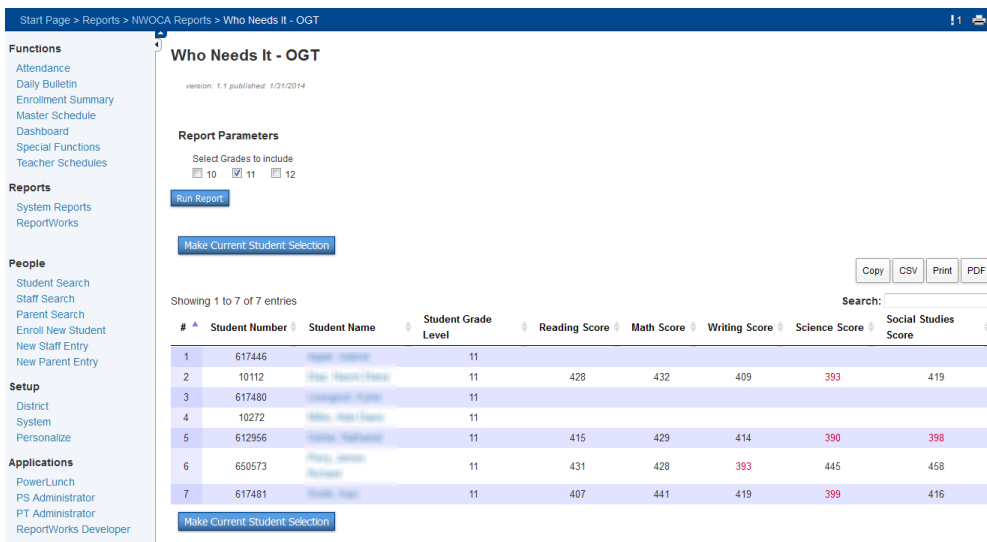 Start Page > Reports > NWOCA Reports > Who Needs It - OGT
!1
Functions
Attendance
Daily Bulletin
Enrollment Summary
Master Schedule
Dashboard
Special Functions
Teacher Schedules
Reports
System Reports
ReportWorks
People
Student Search
Staff Search
Parent Search
Enroll New Student
New Staff Entry
New Parent Entry
Setup
District
System
Personalize
Applications
PowerLunch
PS Administrator
PT Administrator
ReportWorks Developer
Who Needs It - OGT
version: 1.1 published: 1/31/2014
Report Parameters
Select Grades to include
10 11 12
Run Report
Make Current Student Selection
Copy CSV Print PDF
Showing 1 to 7 of 7 entries Search:
# Student Number Student Name Student Grade Level Reading Score Math Score Writing Score Science Score Social Studies Score
1 617446 11
2 10112 11 428 432 409 393 419
3 617480 11
4 10272 11
5 612956 11 415 429 414 390 398
6 650573 11 431 428 393 445 458
7 617481 11 407 441 419 399 416
Make Current Student Selection